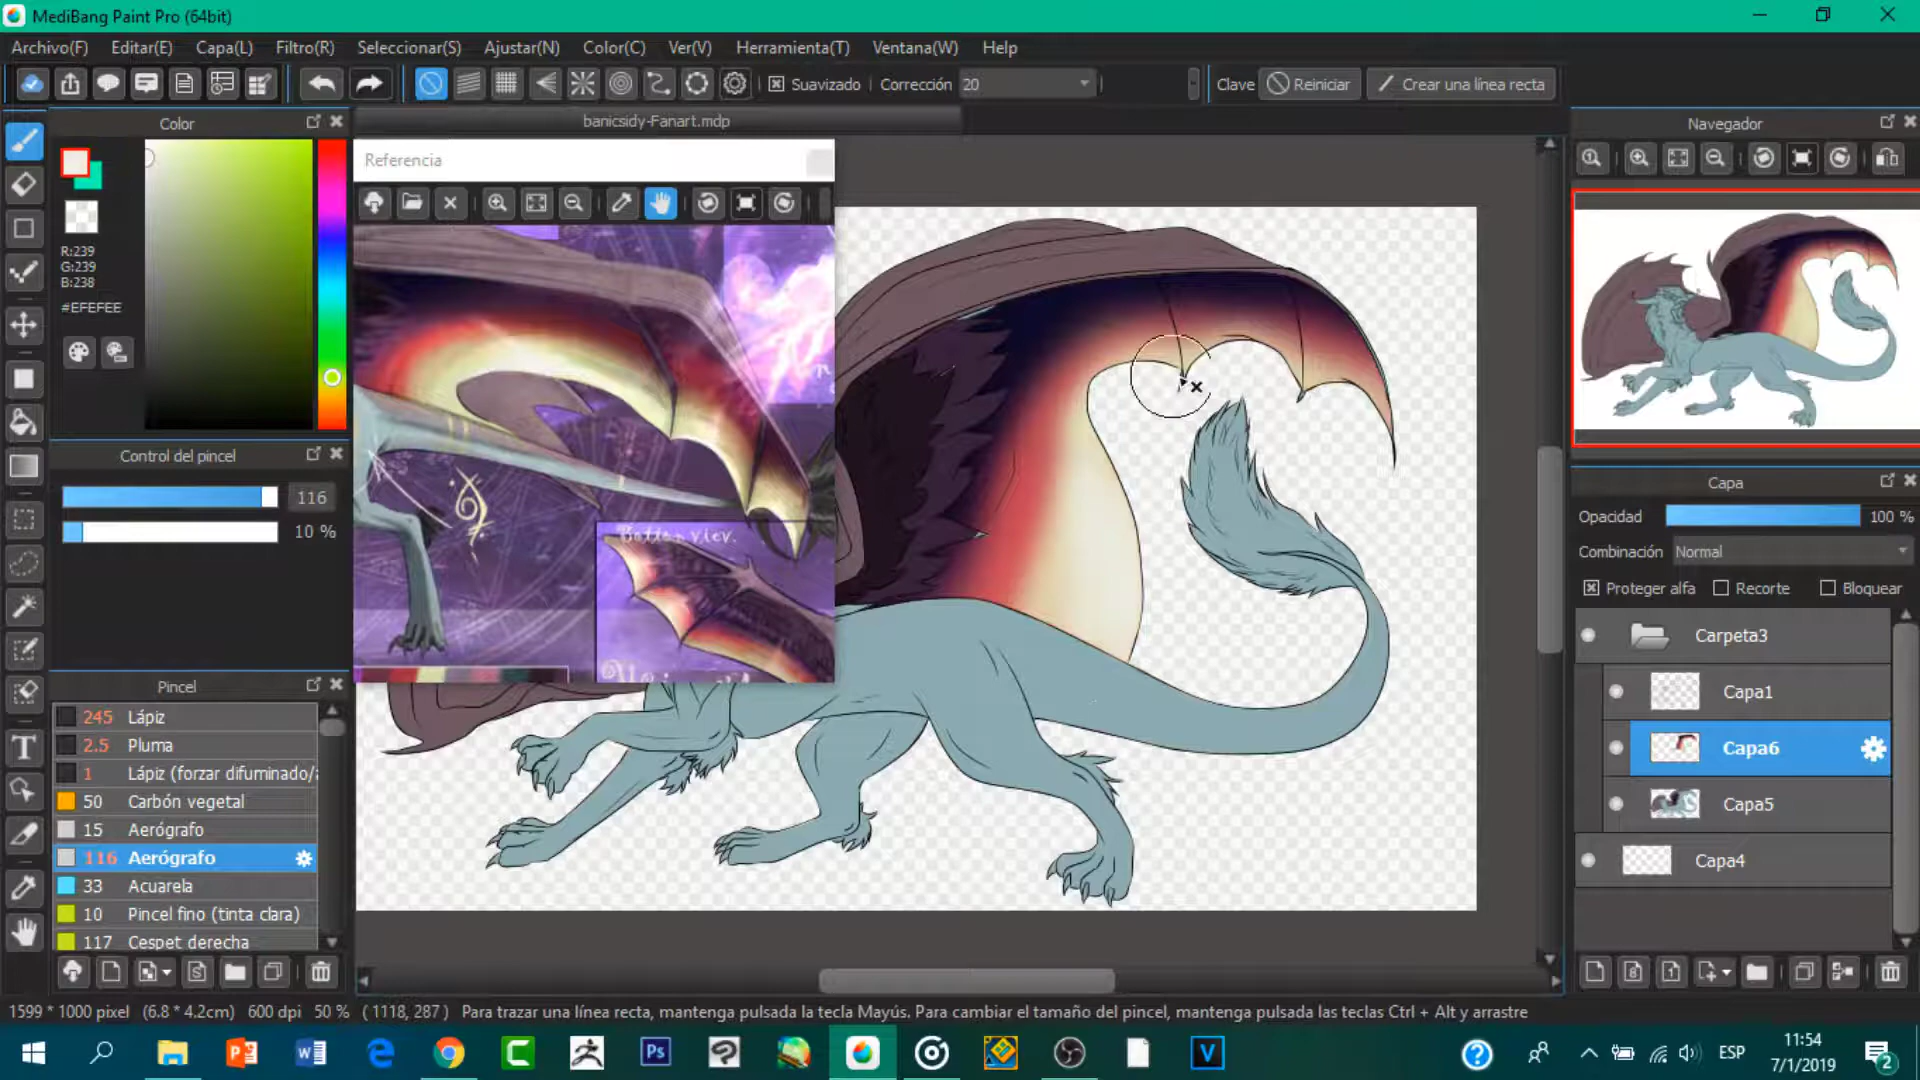 MediBang Paint Pro (64bit)
Archivo(F) Editar(E) Capa(L) Filtro(R) Seleccionar(S) Ajustar(N) Color(C) Ver(V) Herramienta(T) Ventana(W) Help
Suavizado Corrección 20 Clave Reiniciar Crear una línea recta
Color
banicsidy-Fanart.mdp
Navegador
Referencia
R:239
G:239
B:238
#EFEFEE
Control del pincel
116
10 %
Bottom view.
Capa
Opacidad 100 %
Combinación Normal
Proteger alfa Recorte Bloquear
Carpeta3
Capa1
Capa6
Capa5
Capa4
Pincel
245 Lápiz
2.5 Pluma
1 Lápiz (forzar difuminado/
50 Carbón vegetal
15 Aerógrafo
116 Aerógrafo
33 Acuarela
10 Pincel fino (tinta clara)
117 Cespet derecha
1599 * 1000 pixel (6.8 * 4.2cm) 600 dpi 50 % ( 1118, 287 ) Para trazar una línea recta, mantenga pulsada la tecla Mayús. Para cambiar el tamaño del pincel, mantenga pulsadas las teclas Ctrl + Alt y arrastre
ESP
11:54
7/1/2019
2